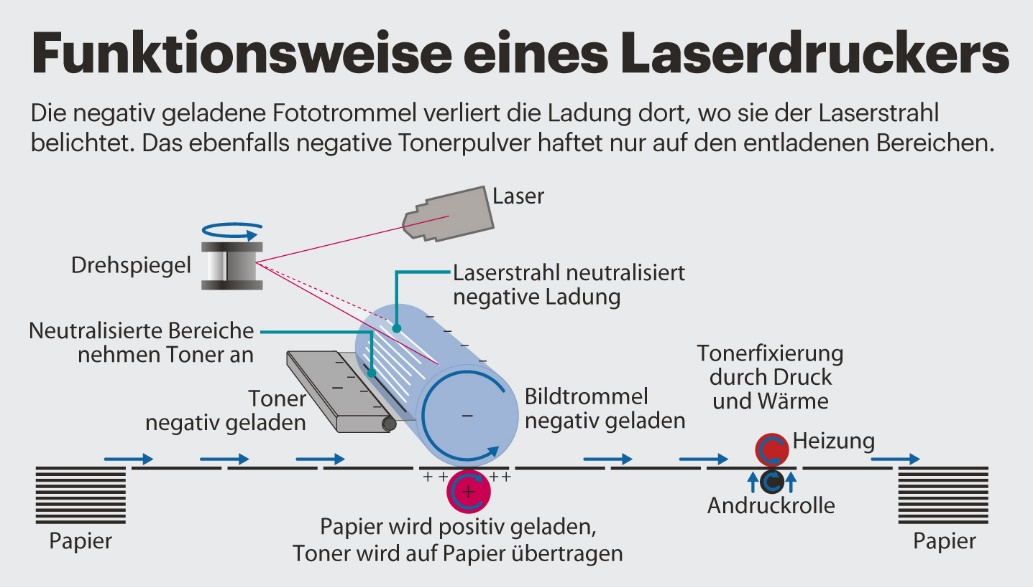 Funktionsweise eines Laserdruckers
Die negativ geladene Fototrommel verliert die Ladung dort, wo sie der Laserstrahl
belichtet. Das ebenfalls negative Tonerpulver haftet nur auf den entladenen Bereichen.
Laser
Drehspiegel
Laserstrahl neutralisiert
negative Ladung
Neutralisierte Bereiche
nehmen Toner an
Toner
negativ geladen
Bildtrommel
negativ geladen
Tonerfixierung
durch Druck
und Wärme
Heizung
Andruckrolle
Papier
Papier wird positiv geladen,
Toner wird auf Papier übertragen
Papier